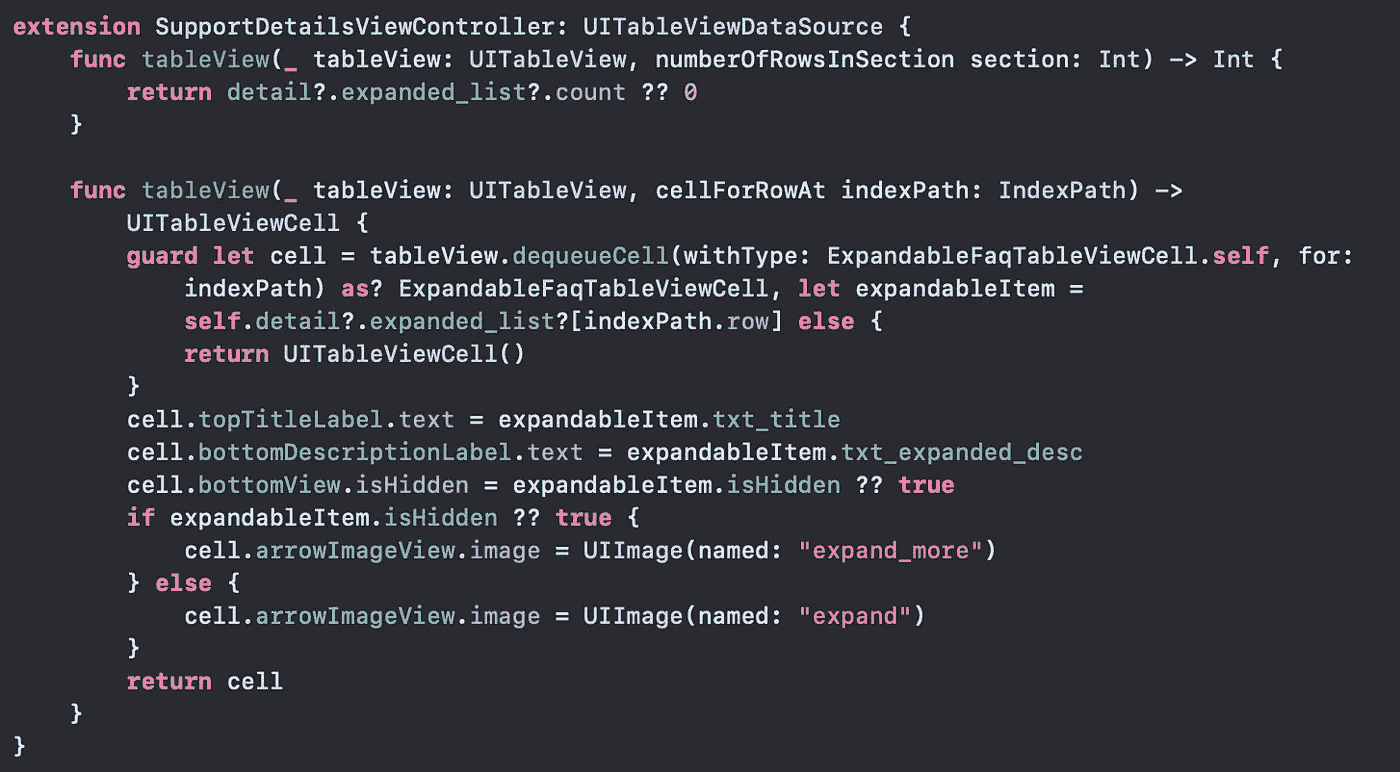 extension SupportDetailsViewController: UITableViewDataSource {
    func tableView(_ tableView: UITableView, numberOfRowsInSection section: Int) -> Int {
        return detail?.expanded_list?.count ?? 0
    }

    func tableView(_ tableView: UITableView, cellForRowAt indexPath: IndexPath) ->
        UITableViewCell {
        guard let cell = tableView.dequeueCell(withType: ExpandableFaqTableViewCell.self, for:
            indexPath) as? ExpandableFaqTableViewCell, let expandableItem =
            self.detail?.expanded_list?[indexPath.row] else {
            return UITableViewCell()
        }
        cell.topTitleLabel.text = expandableItem.txt_title
        cell.bottomDescriptionLabel.text = expandableItem.txt_expanded_desc
        cell.bottomView.isHidden = expandableItem.isHidden ?? true
        if expandableItem.isHidden ?? true {
            cell.arrowImageView.image = UIImage(named: "expand_more")
        } else {
            cell.arrowImageView.image = UIImage(named: "expand")
        }
        return cell
    }
}